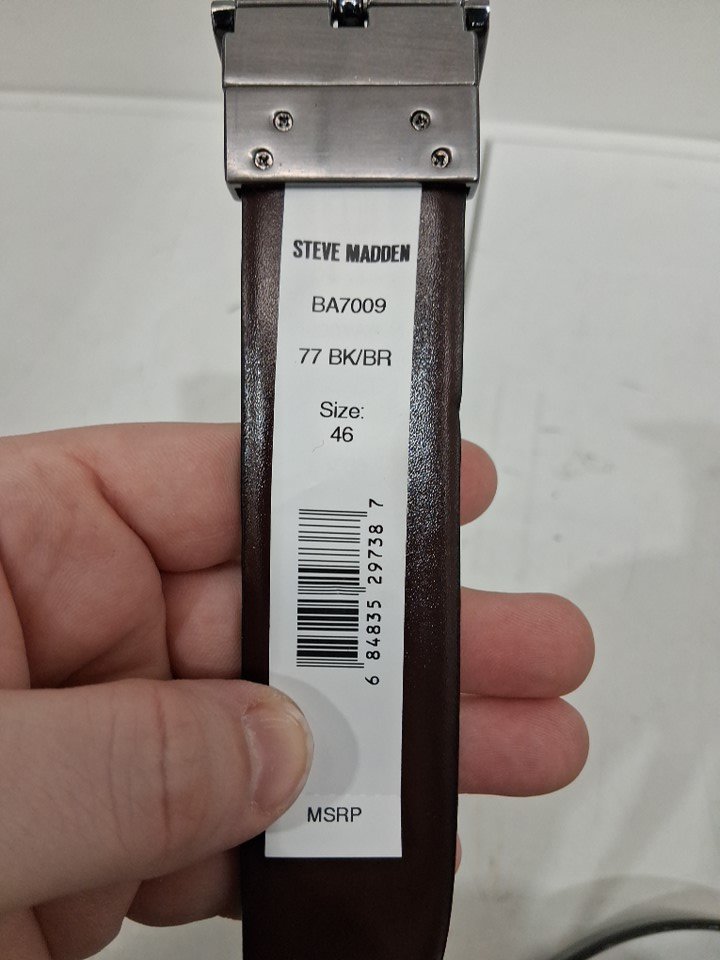 STEVE MADDEN
BA7009
77 BK/BR
Size:
46
6 84835 29738 7
MSRP